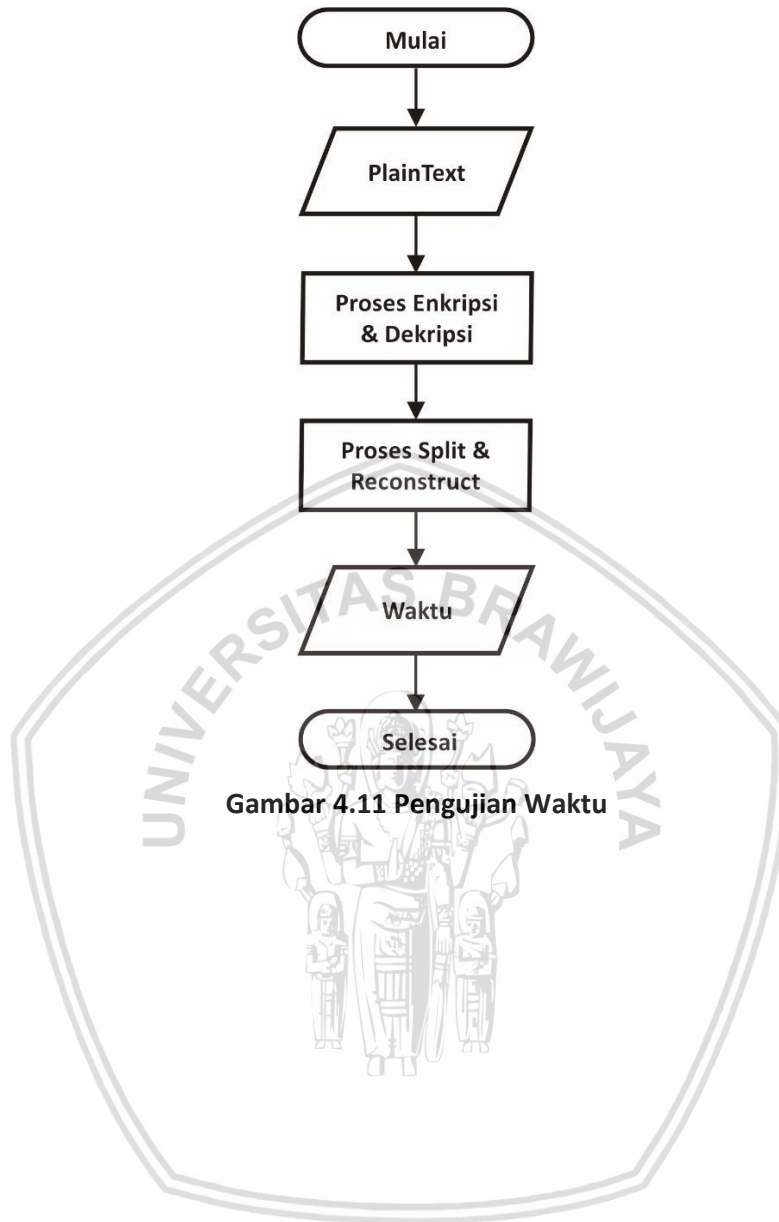 Mulai
PlainText
Proses Enkripsi
& Dekripsi
Proses Split &
Reconstruct
Waktu
Selesai
Gambar 4.11 Pengujian Waktu
UNIVERSITAS BRAWIJAYA